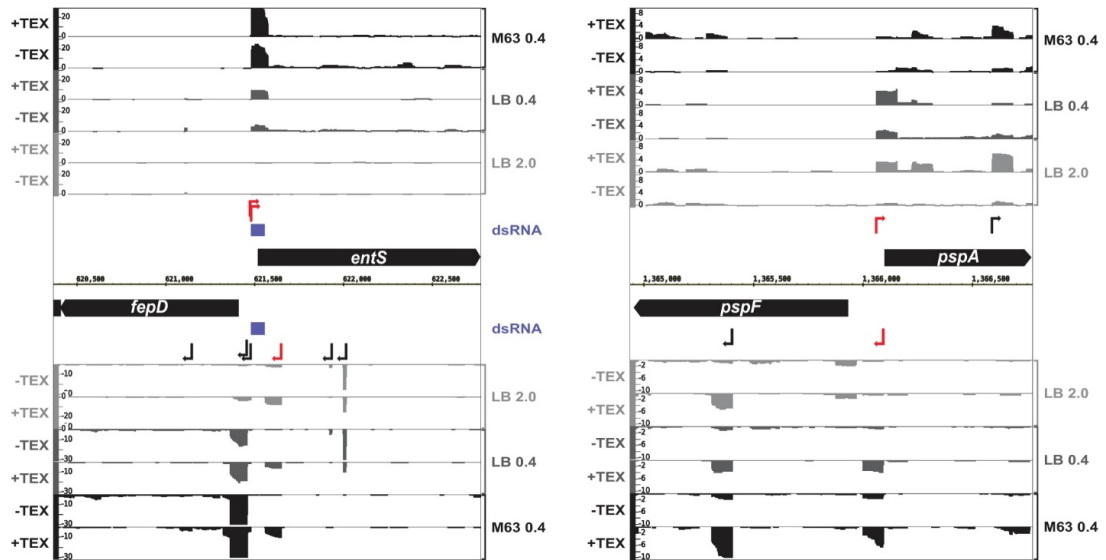 +TEX
-TEX
M63 0.4
+TEX
-TEX
LB 0.4
+TEX
-TEX
LB 2.0
dsRNA
entS
620,500 621,000 621,500 622,000 622,500
fepD
dsRNA
-TEX
+TEX
LB 2.0
-TEX
+TEX
LB 0.4
-TEX
+TEX
M63 0.4
+TEX
-TEX
M63 0.4
+TEX
-TEX
LB 0.4
+TEX
-TEX
LB 2.0
pspA
1,365,000 1,365,500 1,366,000 1,366,500
pspF
-TEX
+TEX
LB 2.0
-TEX
+TEX
LB 0.4
-TEX
+TEX
M63 0.4